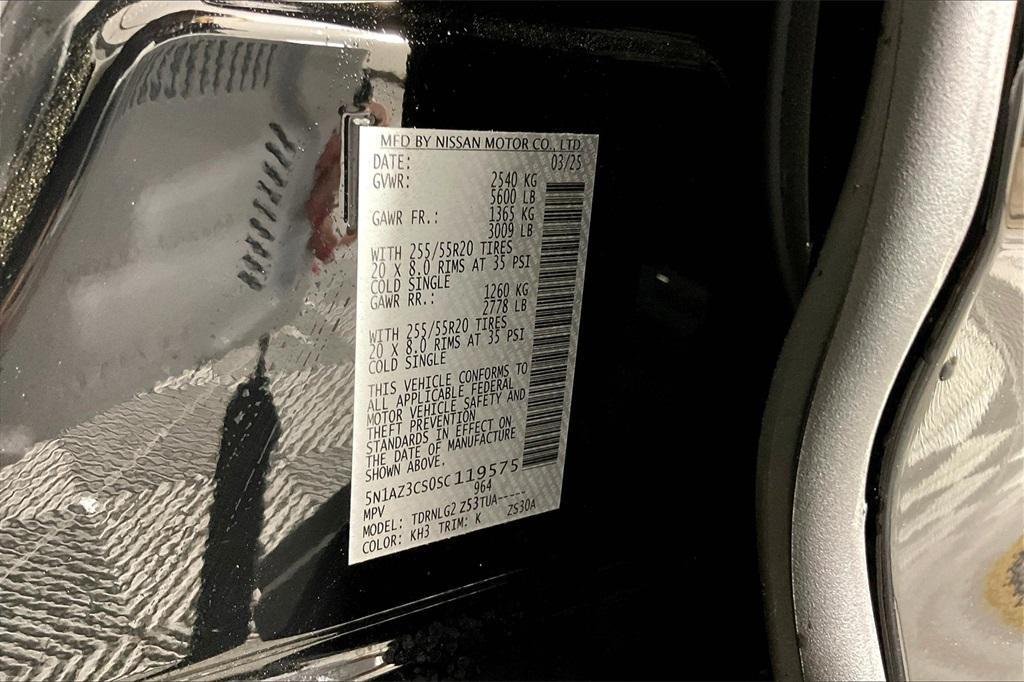 MFD BY NISSAN MOTOR CO., LTD
DATE: 03/25
GVWR: 2540 KG
5600 LB
GAWR FR.: 1365 KG
3009 LB
WITH 255/55R20 TIRES
20 X 8.0 RIMS AT 35 PSI
COLD SINGLE
GAWR RR.: 1260 KG
2778 LB
WITH 255/55R20 TIRES
20 X 8.0 RIMS AT 35 PSI
COLD SINGLE
THIS VEHICLE CONFORMS TO
ALL APPLICABLE FEDERAL
MOTOR VEHICLE SAFETY AND
THEFT PREVENTION
STANDARDS IN EFFECT ON
THE DATE OF MANUFACTURE
SHOWN ABOVE.
5N1AZ3CS0SC119575
MPV 964
MODEL: TDRNLG2 Z53TUA-----
COLOR: KH3 TRIM: K ZS30A